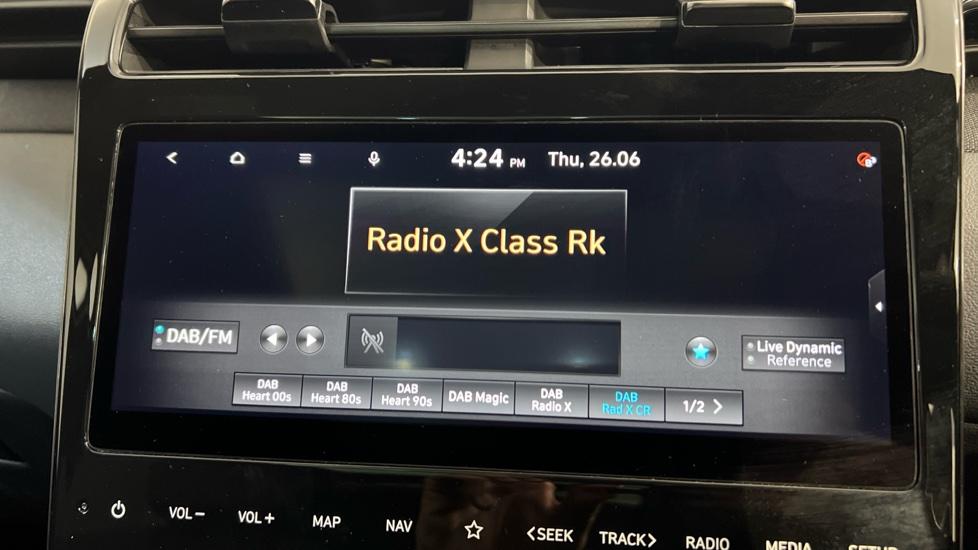 4:24 PM Thu, 26.06
Radio X Class Rk
DAB/FM
Live Dynamic
Reference
DAB
Heart 00s
DAB
Heart 80s
DAB
Heart 90s
DAB Magic
DAB
Radio X
DAB
Rad X CR
1/2 >
VOL− VOL+ MAP NAV <SEEK TRACK> RADIO MEDIA SETUP